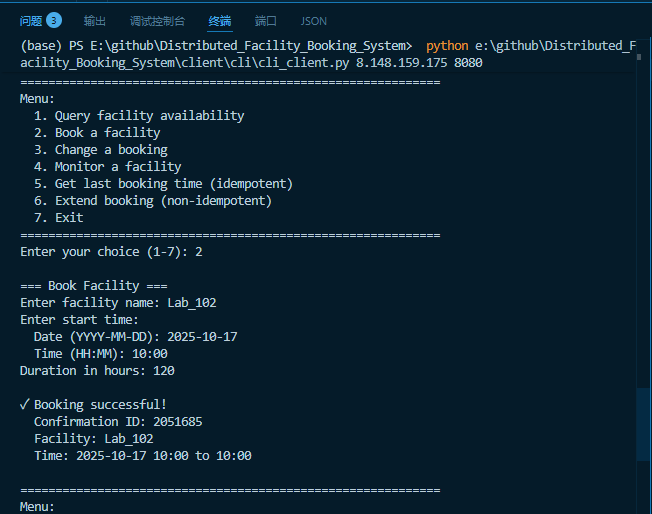 问题 3 输出 调试控制台 终端 端口 JSON
(base) PS E:\github\Distributed_Facility_Booking_System> python e:\github\Distributed_F
acility_Booking_System\client\cli\cli_client.py 8.148.159.175 8080
============================================================
Menu:
  1. Query facility availability
  2. Book a facility
  3. Change a booking
  4. Monitor a facility
  5. Get last booking time (idempotent)
  6. Extend booking (non-idempotent)
  7. Exit
============================================================
Enter your choice (1-7): 2

=== Book Facility ===
Enter facility name: Lab_102
Enter start time:
  Date (YYYY-MM-DD): 2025-10-17
  Time (HH:MM): 10:00
Duration in hours: 120

✓ Booking successful!
  Confirmation ID: 2051685
  Facility: Lab_102
  Time: 2025-10-17 10:00 to 10:00

============================================================
Menu: